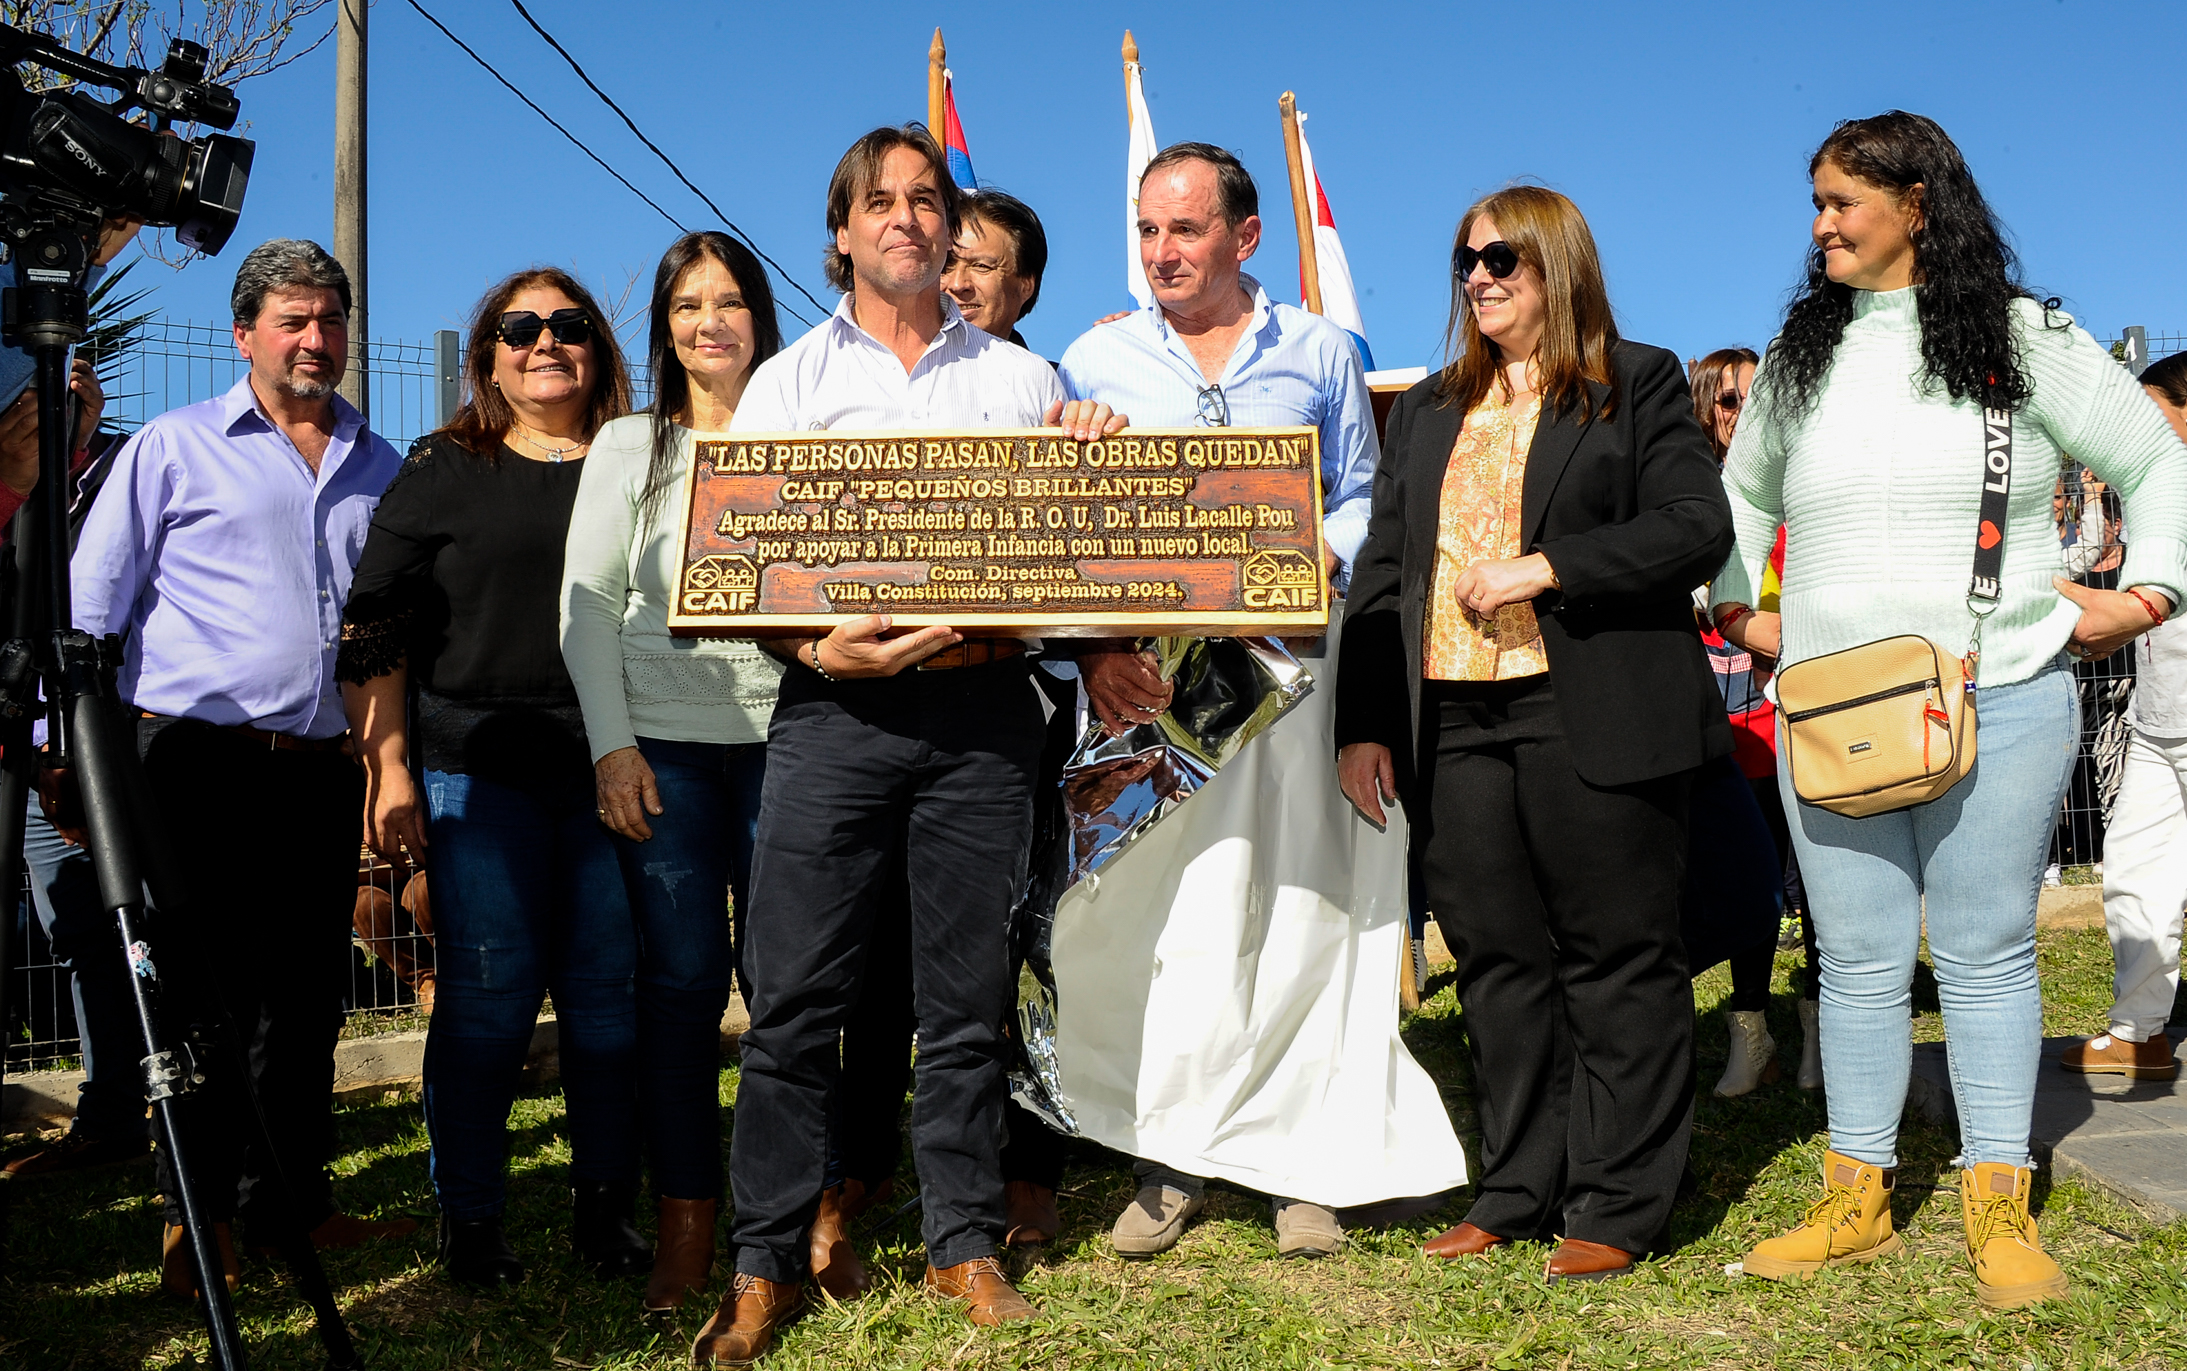 "LAS PERSONAS PASAN, LAS OBRAS QUEDAN"
CAIF "PEQUEÑOS BRILLANTES"
Agradece al Sr. Presidente de la R. O. U, Dr. Luis Lacalle Pou
por apoyar a la Primera Infancia con un nuevo local.
Com. Directiva
Villa Constitución, septiembre 2024.
CAIF
CAIF
SONY
Manfrotto
LOVE